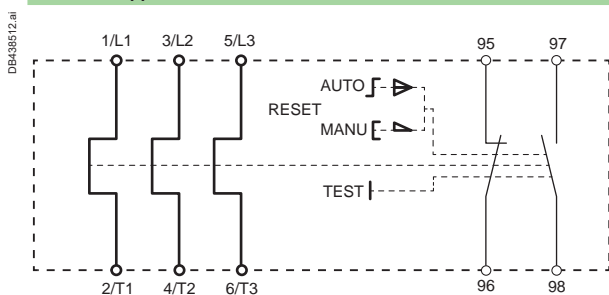 DB438512.ai
1/L1 3/L2 5/L3 95 97
AUTO
RESET
MANU
TEST
2/T1 4/T2 6/T3 96 98